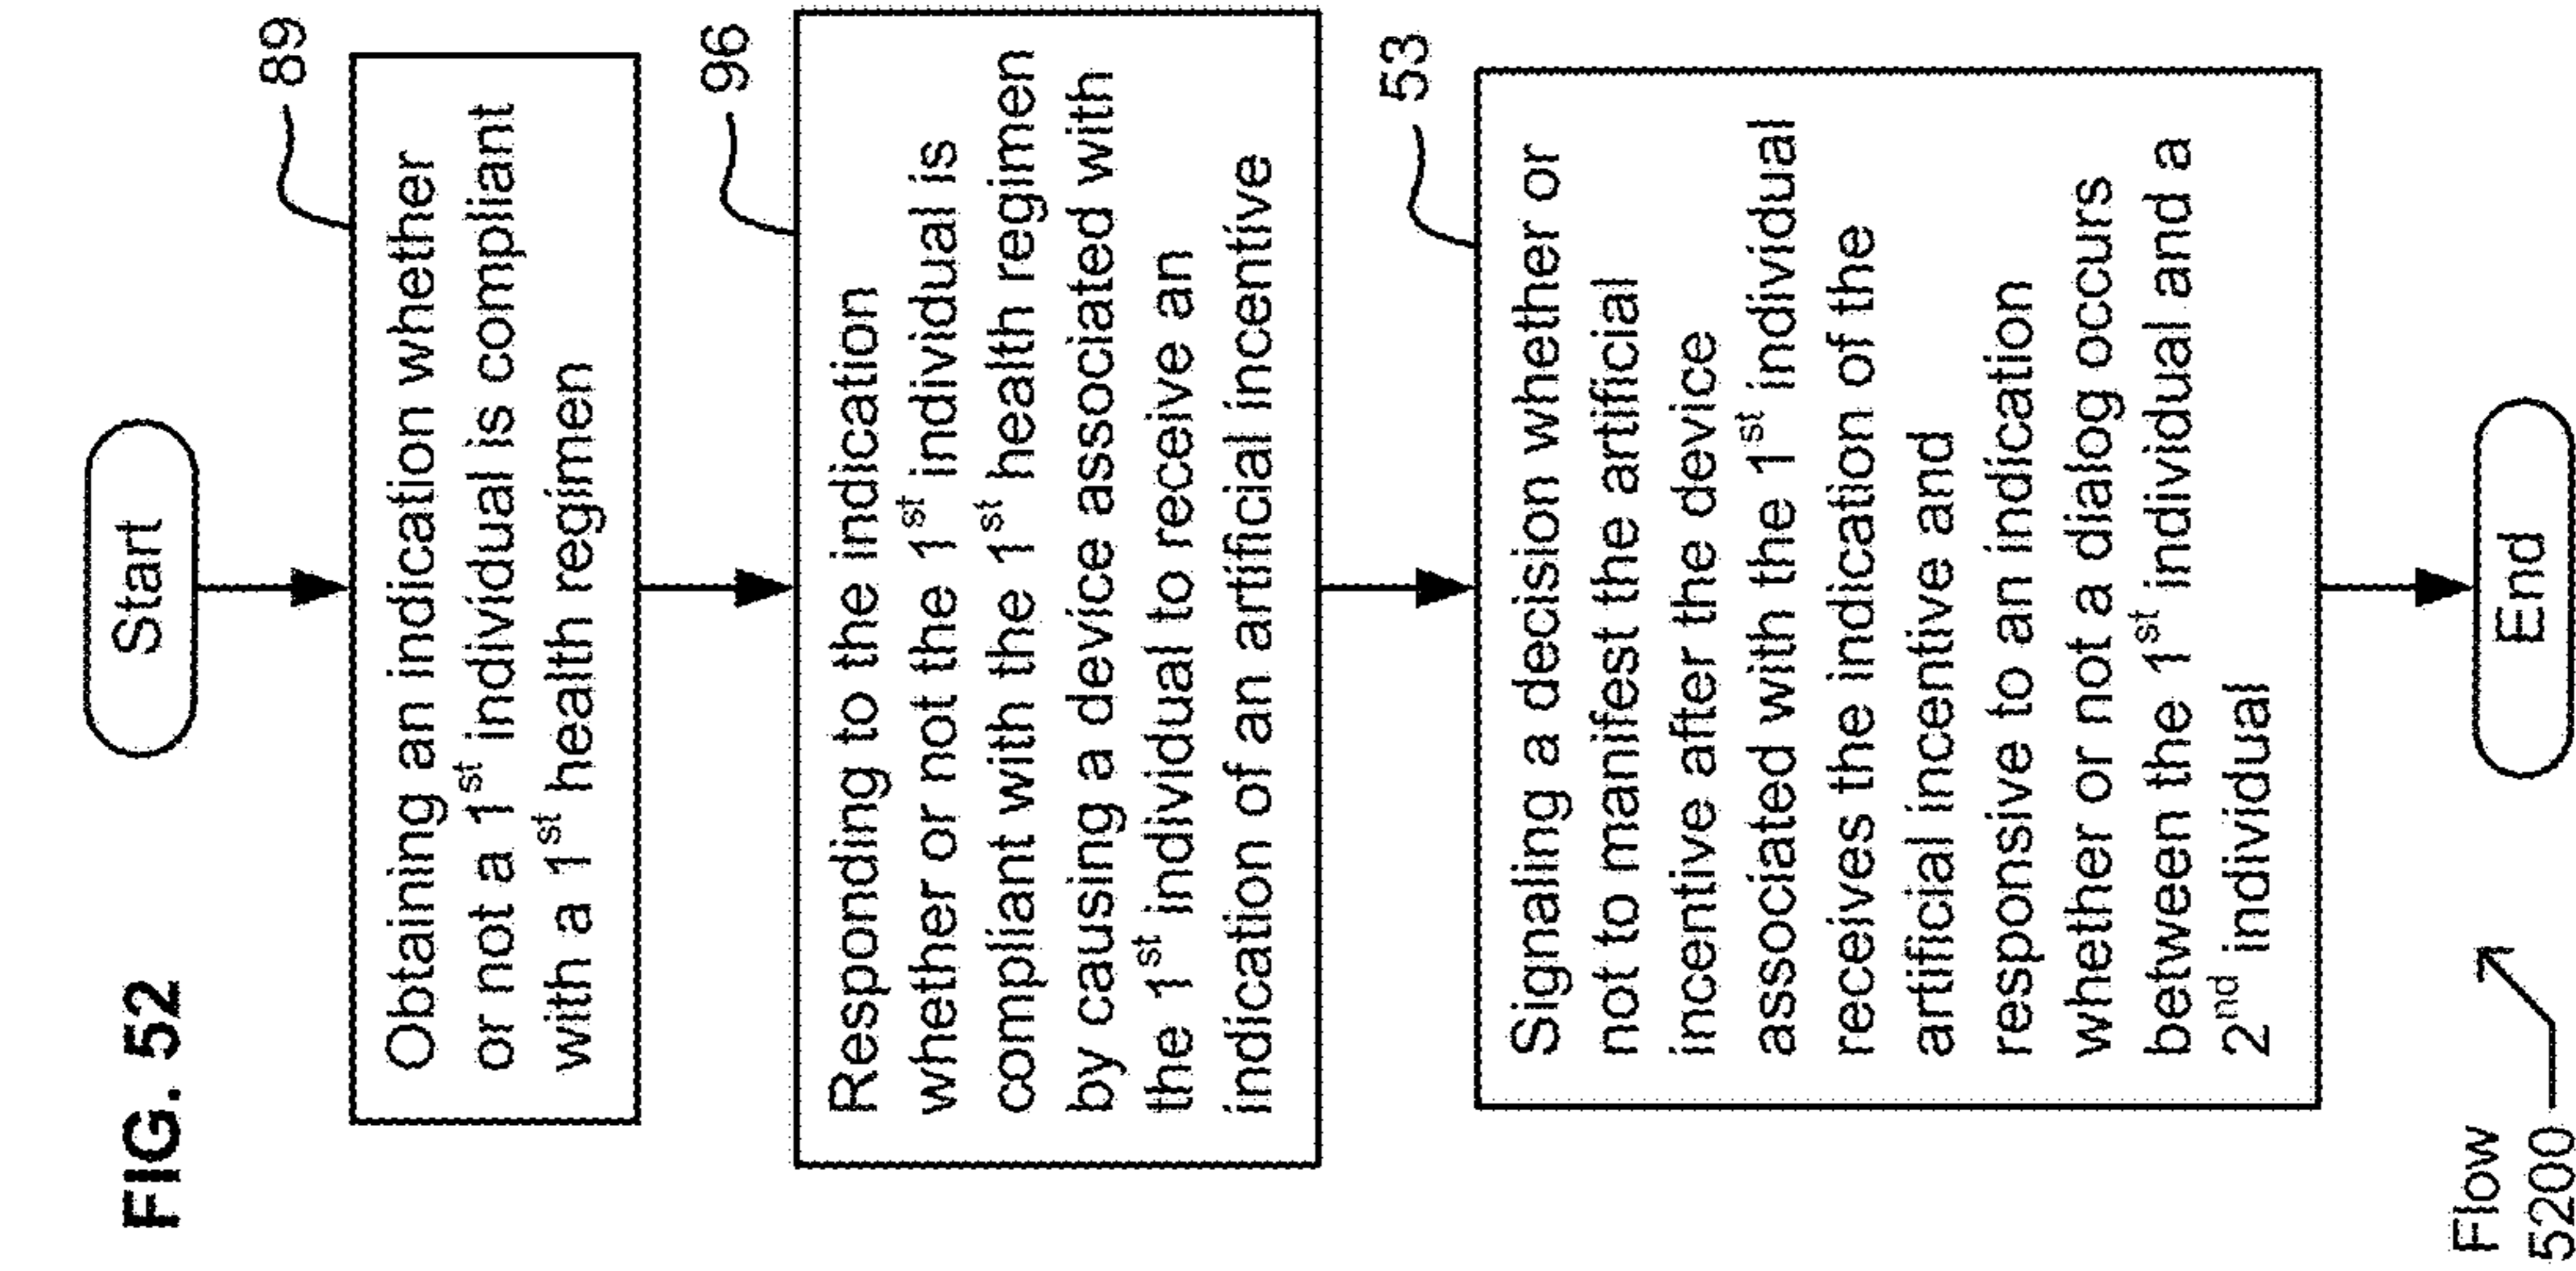 FIG. 52
Start
89
Obtaining an indication whether
or not a 1st individual is compliant
with a 1st health regimen
96
Responding to the indication
whether or not the 1st individual is
compliant with the 1st health regimen
by causing a device associated with
the 1st individual to receive an
indication of an artificial incentive
53
Signaling a decision whether or
not to manifest the artificial
incentive after the device
associated with the 1st individual
receives the indication of the
artificial incentive and
responsive to an indication
whether or not a dialog occurs
between the 1st individual and a
2nd individual
End
Flow
5200